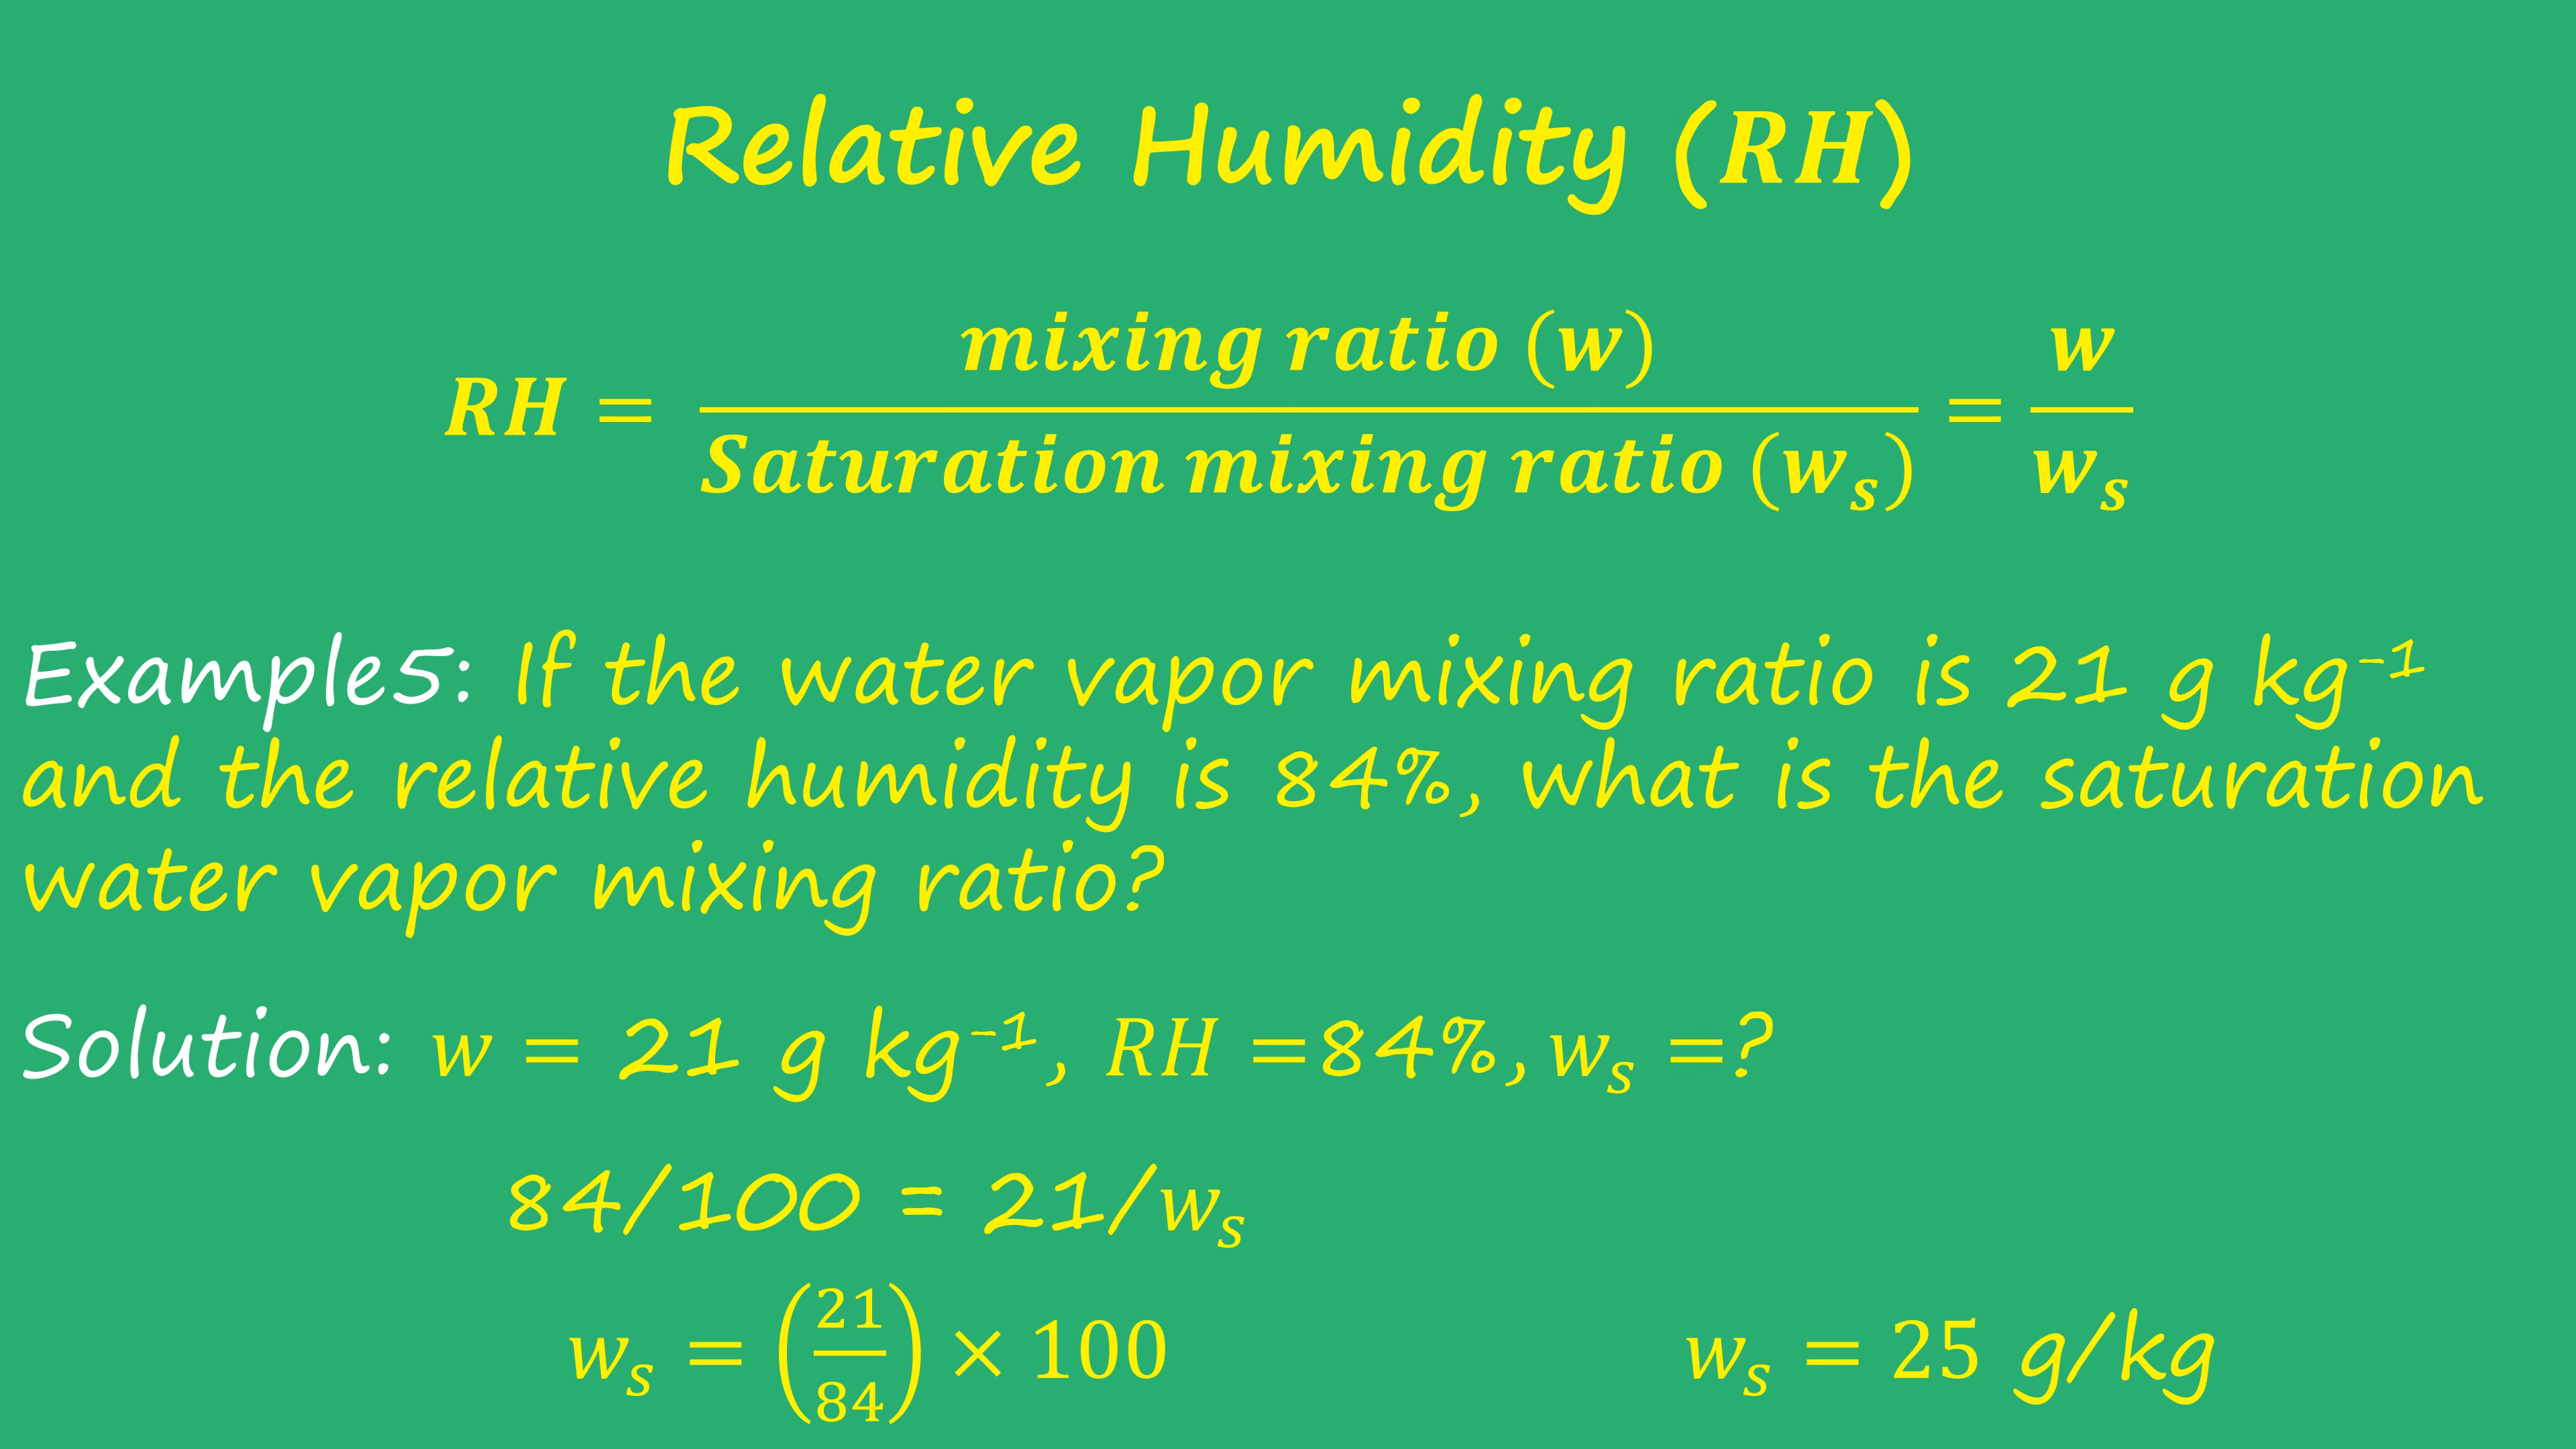 Relative Humidity (RH)
RH = mixing ratio (w) / Saturation mixing ratio (wₛ) = w / wₛ
Example5: If the water vapor mixing ratio is 21 g kg⁻¹
and the relative humidity is 84%, what is the saturation
water vapor mixing ratio?
Solution: w = 21 g kg⁻¹, RH =84%, wₛ =?
84/100 = 21/wₛ
wₛ = (21/84) × 100 wₛ = 25 g/kg